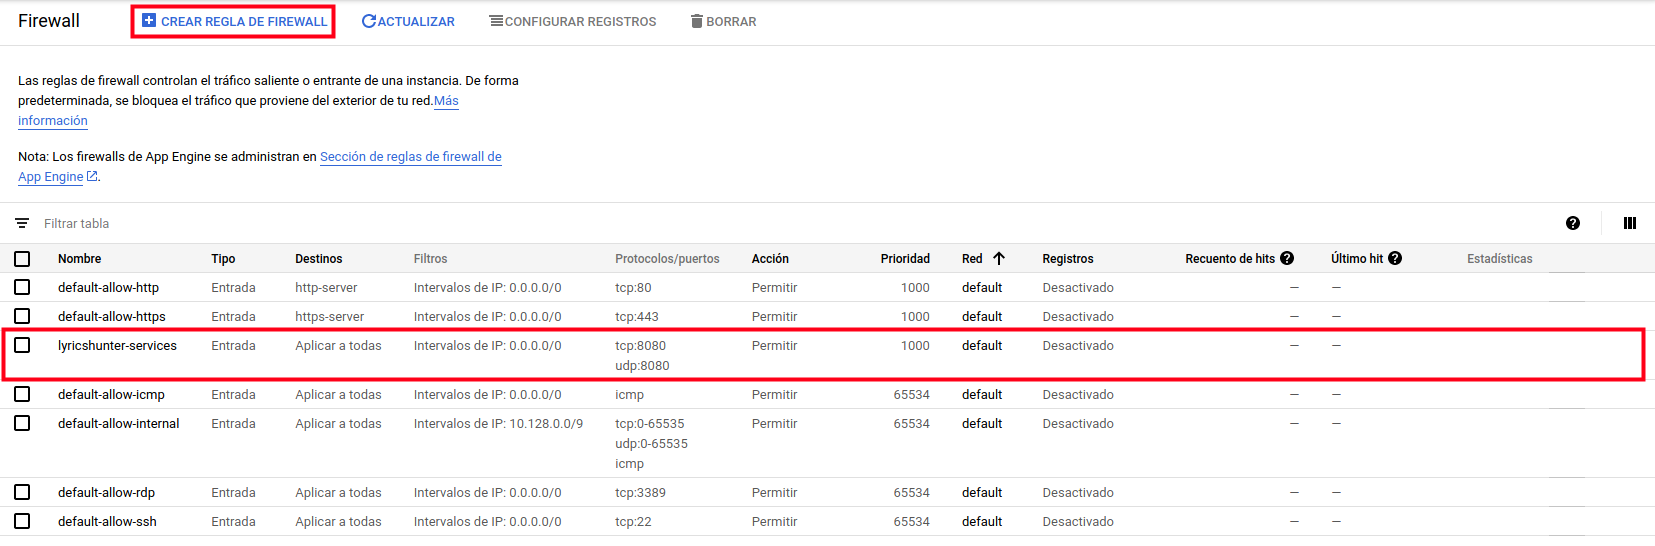 Firewall CREAR REGLA DE FIREWALL ACTUALIZAR CONFIGURAR REGISTROS BORRAR
Las reglas de firewall controlan el tráfico saliente o entrante de una instancia. De forma
predeterminada, se bloquea el tráfico que proviene del exterior de tu red.Más
información
Nota: Los firewalls de App Engine se administran en Sección de reglas de firewall de
App Engine.
Filtrar tabla
Nombre Tipo Destinos Filtros Protocolos/puertos Acción Prioridad Red Registros Recuento de hits Último hit Estadísticas
default-allow-http Entrada http-server Intervalos de IP: 0.0.0.0/0 tcp:80 Permitir 1000 default Desactivado — —
default-allow-https Entrada https-server Intervalos de IP: 0.0.0.0/0 tcp:443 Permitir 1000 default Desactivado — —
lyricshunter-services Entrada Aplicar a todas Intervalos de IP: 0.0.0.0/0 tcp:8080 Permitir 1000 default Desactivado — —
udp:8080
default-allow-icmp Entrada Aplicar a todas Intervalos de IP: 0.0.0.0/0 icmp Permitir 65534 default Desactivado — —
default-allow-internal Entrada Aplicar a todas Intervalos de IP: 10.128.0.0/9 tcp:0-65535 Permitir 65534 default Desactivado — —
udp:0-65535
icmp
default-allow-rdp Entrada Aplicar a todas Intervalos de IP: 0.0.0.0/0 tcp:3389 Permitir 65534 default Desactivado — —
default-allow-ssh Entrada Aplicar a todas Intervalos de IP: 0.0.0.0/0 tcp:22 Permitir 65534 default Desactivado — —